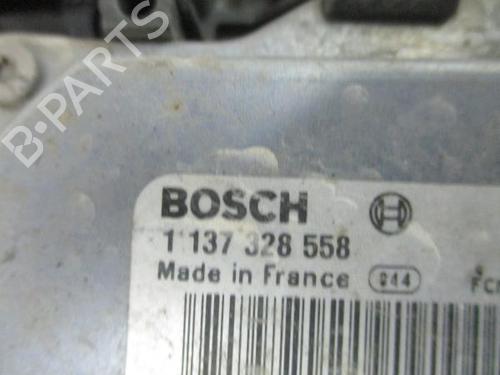 B-PARTS
BOSCH
1 137 328 558
Made in France 944